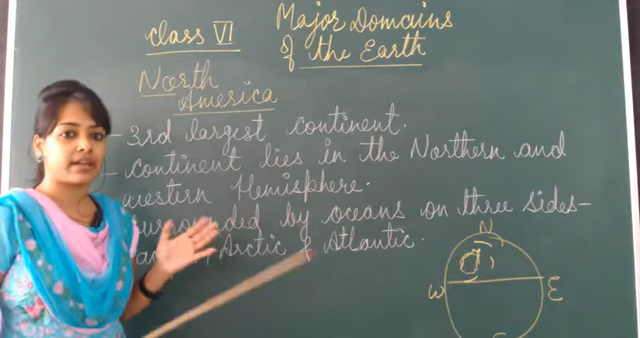 Class VI
Major Domains
of the Earth
North
America
- 3rd largest continent.
- continent lies in the Northern and
western Hemisphere.
by oceans on three sides-
Arctic & Atlantic.
N
W E